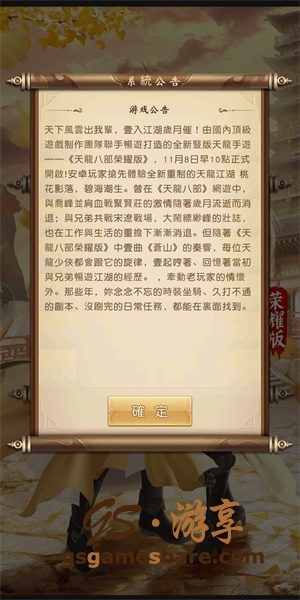 系統公告
游戏公告
天下風雲出我輩，壹入江湖歲月催！由國內頂級
遊戲制作團隊聯手暢遊打造的全新豎版天龍手遊
——《天龍八部榮耀版》，11月8日早10點正式
開啟!安卓玩家搶先體驗全新重制的天龍江湖 桃
花影落，碧海潮生。曾在《天龍八部》網遊中，
與喬峰並肩血戰聚賢莊的激情隨著歲月流逝而消
退；與兄弟共戰宋遼戰場，大鬧縹緲峰的壯誌，
也在工作與生活的重擔下漸漸消退。但隨著《天
龍八部榮耀版》中壹曲《蒼山》的奏響，每位天
龍少俠都會跟自它的旋律，壹起哼著、回憶著當初
與兄弟暢遊江湖的經歷。 ，牽動老玩家的情懷
外。那些年，妳念念不忘的時裝坐騎、久打不通
的副本、沒刷完的日常任務，都能在裏面找到。
榮耀版
確 定
GS·游享
gsgamespare.com